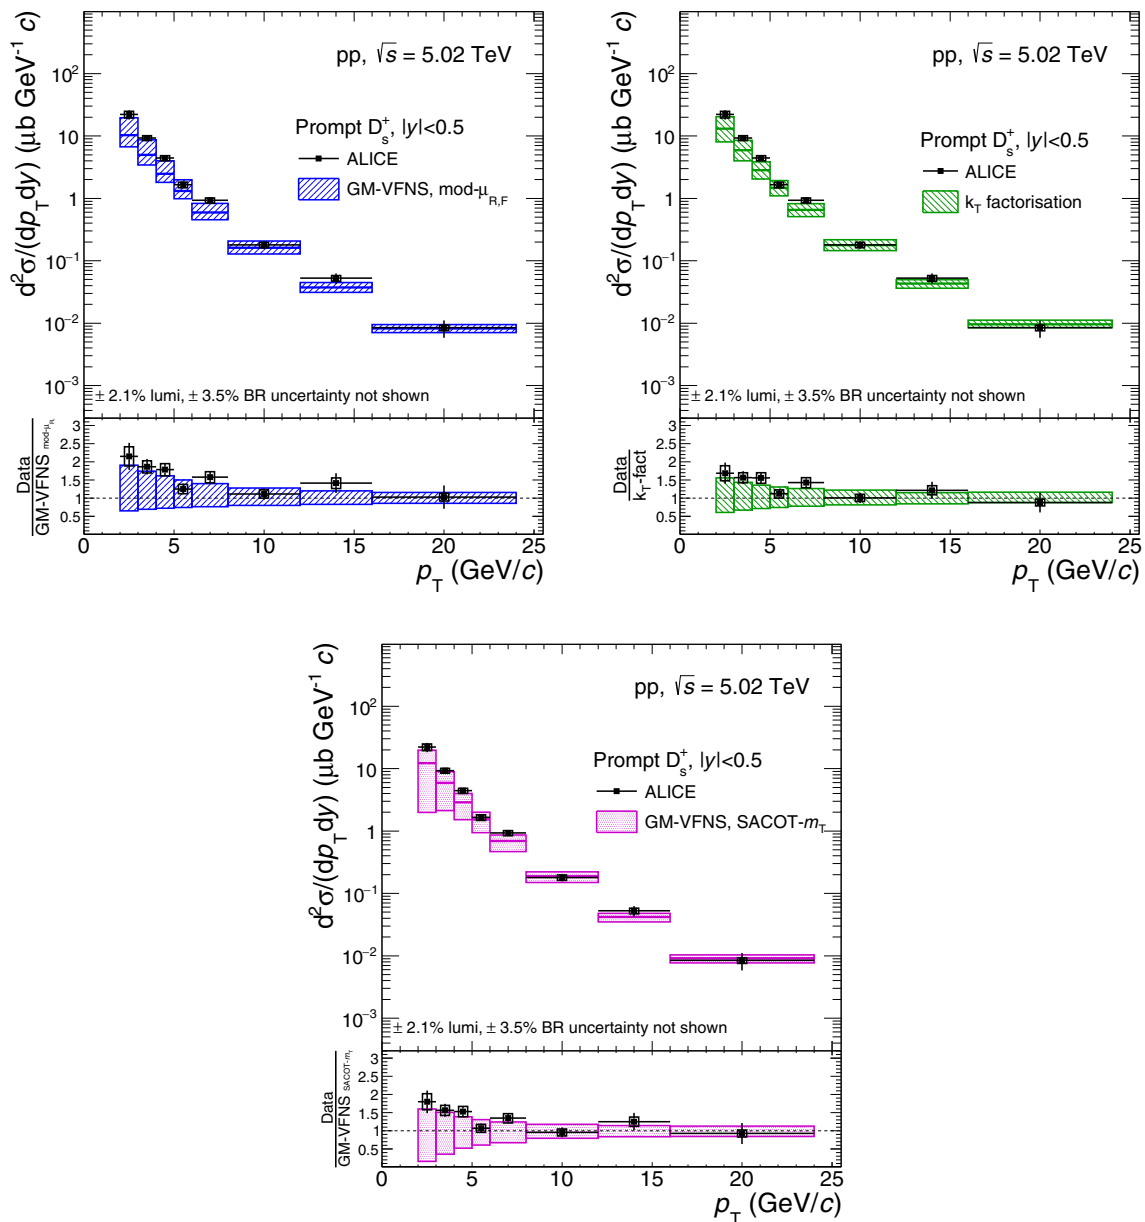 pp, √s = 5.02 TeV
Prompt D_s^+, |y|<0.5
ALICE
GM-VFNS, mod-μ_R,F
± 2.1% lumi, ± 3.5% BR uncertainty not shown
d²σ/(dp_T dy) (μb GeV⁻¹ c)
10²
10
1
10⁻¹
10⁻²
10⁻³
Data
GM-VFNS mod-μ_R
3
2.5
2
1.5
1
0.5
0 5 10 15 20 25
p_T (GeV/c)
pp, √s = 5.02 TeV
Prompt D_s^+, |y|<0.5
ALICE
k_T factorisation
± 2.1% lumi, ± 3.5% BR uncertainty not shown
d²σ/(dp_T dy) (μb GeV⁻¹ c)
10²
10
1
10⁻¹
10⁻²
10⁻³
Data
k_T-fact
3
2.5
2
1.5
1
0.5
0 5 10 15 20 25
p_T (GeV/c)
pp, √s = 5.02 TeV
Prompt D_s^+, |y|<0.5
ALICE
GM-VFNS, SACOT-m_T
± 2.1% lumi, ± 3.5% BR uncertainty not shown
d²σ/(dp_T dy) (μb GeV⁻¹ c)
10²
10
1
10⁻¹
10⁻²
10⁻³
Data
GM-VFNS SACOT-m_T
3
2.5
2
1.5
1
0.5
0 5 10 15 20 25
p_T (GeV/c)